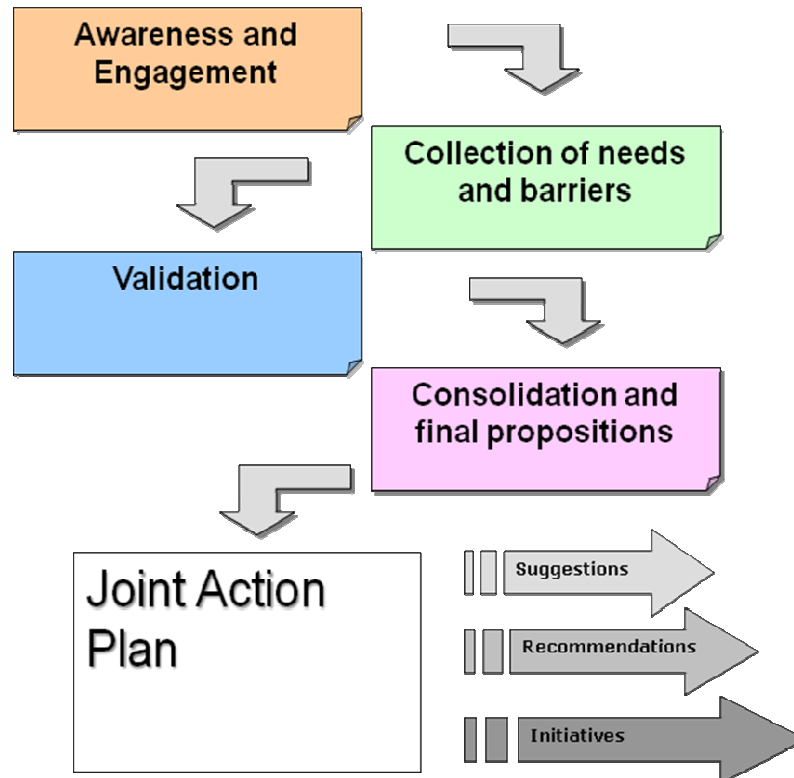 Awareness and
Engagement
Collection of needs
and barriers
Validation
Consolidation and
final propositions
Joint Action
Plan
Suggestions
Recommendations
Initiatives